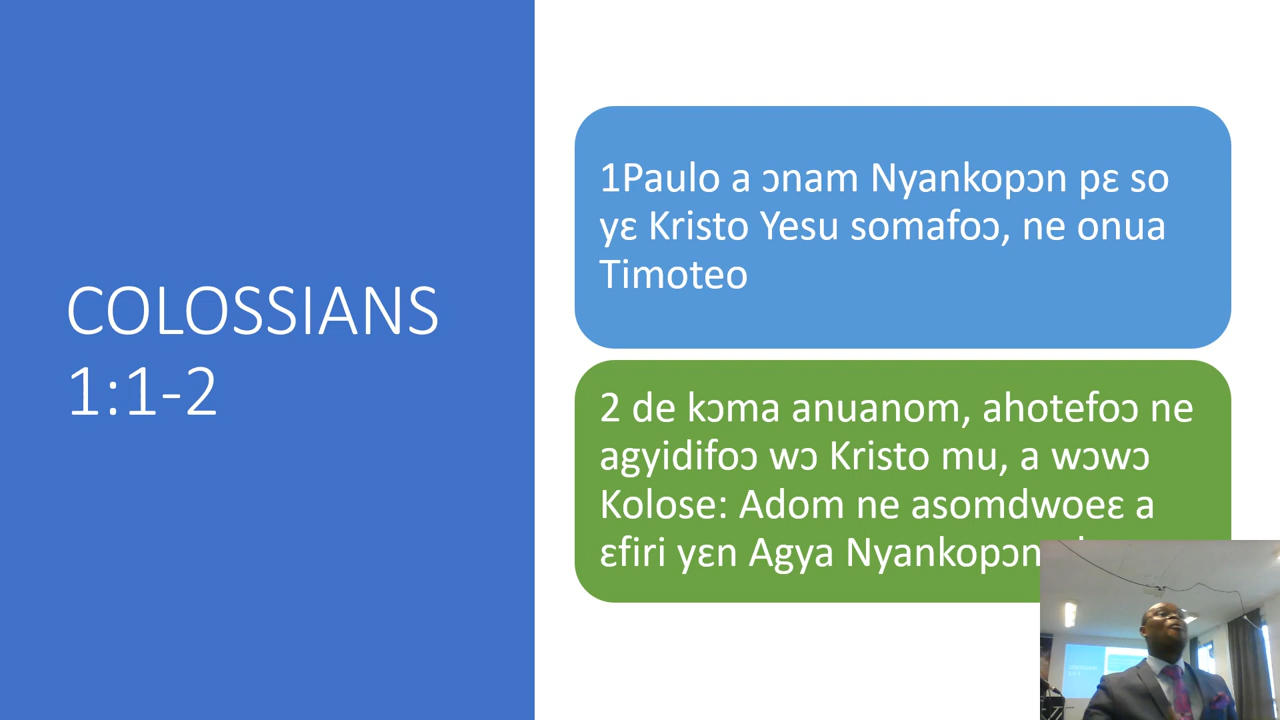 COLOSSIANS
1:1-2
1Paulo a ɔnam Nyankopɔn pɛ so
yɛ Kristo Yesu somafoɔ, ne onua
Timoteo
2 de kɔma anuanom, ahotefoɔ ne
agyidifoɔ wɔ Kristo mu, a wɔwɔ
Kolose: Adom ne asomdwoeɛ a
ɛfiri yɛn Agya Nyankopɔn